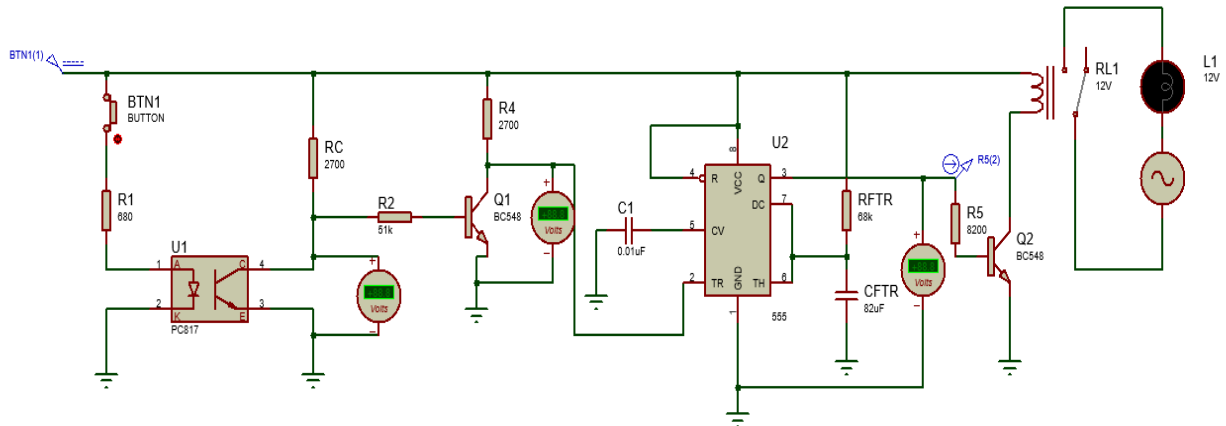 BTN1(1)
BTN1
BUTTON
R1
680
U1
A
K
C
E
1
2
4
3
PC817
RC
2700
R2
51k
Volts
R4
2700
Q1
BC548
Volts
C1
0.01uF
U2
8
VCC
4
R
Q
3
DC
7
5
CV
2
TR
GND
TH
6
1
555
RFTR
68k
CFTR
82uF
Volts
R5(2)
R5
8200
Q2
BC548
RL1
12V
L1
12V